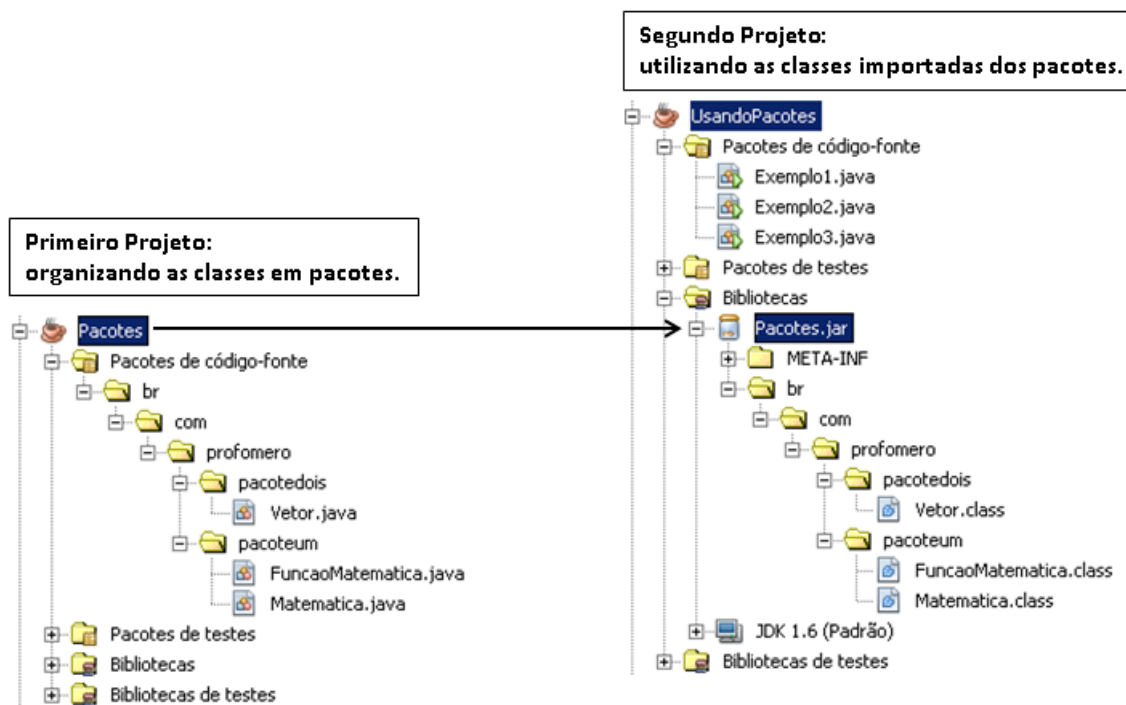 Segundo Projeto:
utilizando as classes importadas dos pacotes.
UsandoPacotes
Pacotes de código-fonte
Exemplo1.java
Exemplo2.java
Exemplo3.java
Pacotes de testes
Bibliotecas
Pacotes.jar
META-INF
br
com
profomero
pacotedois
Vetor.class
pacoteum
FuncaoMatematica.class
Matematica.class
JDK 1.6 (Padrão)
Bibliotecas de testes
Primeiro Projeto:
organizando as classes em pacotes.
Pacotes
Pacotes de código-fonte
br
com
profomero
pacotedois
Vetor.java
pacoteum
FuncaoMatematica.java
Matematica.java
Pacotes de testes
Bibliotecas
Bibliotecas de testes